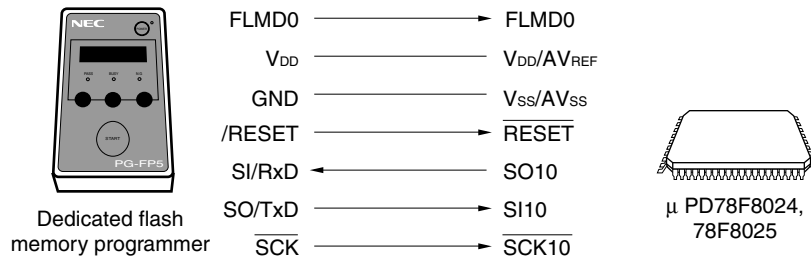 NEC
POWER
PASS BUSY N.G
START
PG-FP5
Dedicated flash
memory programmer
FLMD0 FLMD0
VDD VDD/AVREF
GND VSS/AVSS
/RESET RESET
SI/RxD SO10
SO/TxD SI10
SCK SCK10
μ PD78F8024,
78F8025